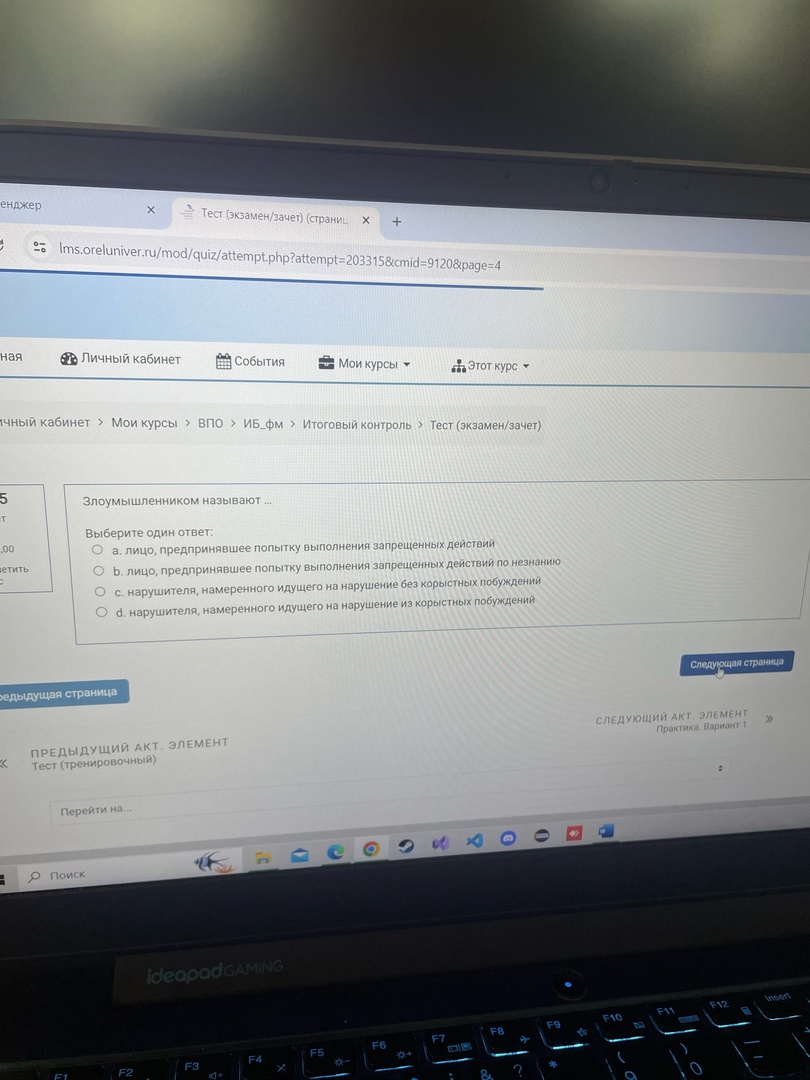 енджер
Тест (экзамен/зачет) (страниц
lms.oreluniver.ru/mod/quiz/attempt.php?attempt=203315&cmid=9120&page=4
ная Личный кабинет События Мои курсы Этот курс
ичный кабинет > Мои курсы > ВПО > ИБ_фм > Итоговый контроль > Тест (экзамен/зачет)
5
т
,00
етить
с
Злоумышленником называют ...
Выберите один ответ:
a. лицо, предпринявшее попытку выполнения запрещенных действий
b. лицо, предпринявшее попытку выполнения запрещенных действий по незнанию
c. нарушителя, намеренного идущего на нарушение без корыстных побуждений
d. нарушителя, намеренного идущего на нарушение из корыстных побуждений
Следующая страница
редыдущая страница
СЛЕДУЮЩИЙ АКТ. ЭЛЕМЕНТ
Практика. Вариант 1
ПРЕДЫДУЩИЙ АКТ. ЭЛЕМЕНТ
Тест (тренировочный)
Перейти на...
Поиск
ideapad GAMING
F1 F2 F3 F4 F5 F6 F7 F8 F9 F10 F11 F12 Insert
& ? * ( 9 ) 0